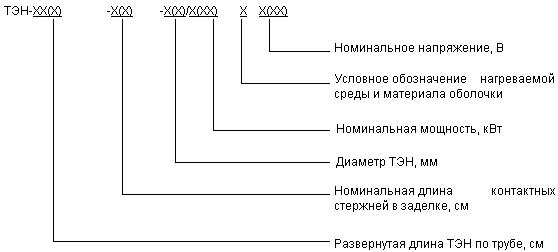 ТЭН-XX(X) -X(X) -X(X)/X(XX) X X(XX)
Номинальное напряжение, В
Условное обозначение нагреваемой
среды и материала оболочки
Номинальная мощность, кВт
Диаметр ТЭН, мм
Номинальная длина контактных
стержней в заделке, см
Развернутая длина ТЭН по трубе, см